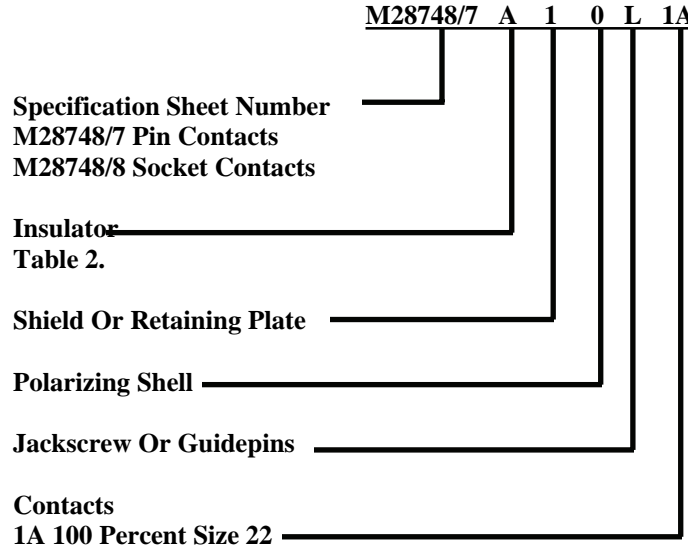 M28748/7 A 1 0 L 1A
Specification Sheet Number
M28748/7 Pin Contacts
M28748/8 Socket Contacts
Insulator
Table 2.
Shield Or Retaining Plate
Polarizing Shell
Jackscrew Or Guidepins
Contacts
1A 100 Percent Size 22